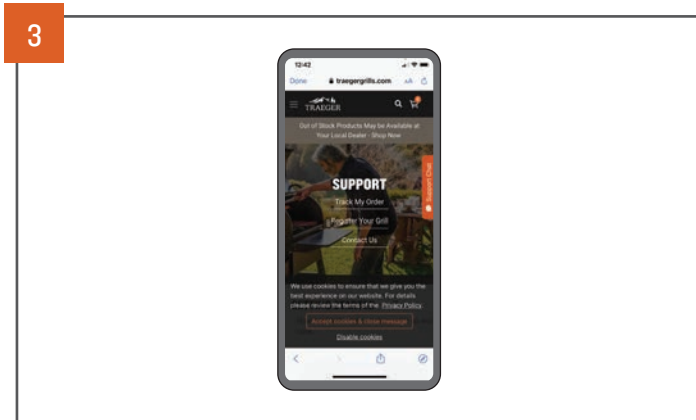 3
12:42
Done traegergrills.com AA
TRAEGER
Out of Stock Products May be Available at
Your Local Dealer - Shop Now
Support Chat
SUPPORT
Track My Order
Register Your Grill
Contact Us
We use cookies to ensure that we give you the
best experience on our website. For details
please review the terms of the Privacy Policy.
Accept cookies & close message
Disable cookies